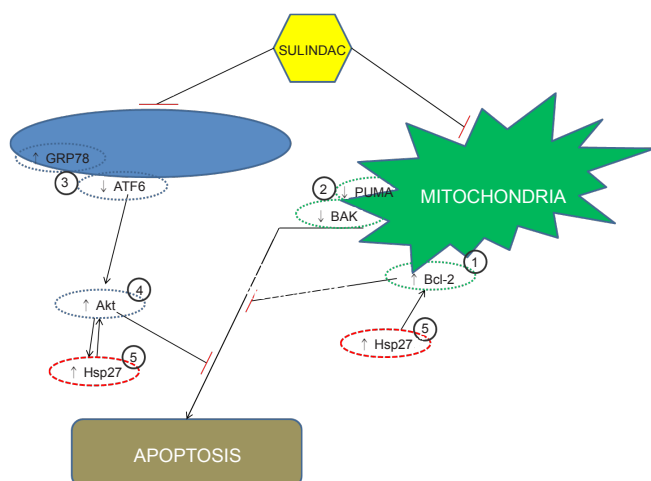 SULINDAC
↑ GRP78
3
↓ ATF6
2
↓ PUMA
↓ BAK
MITOCHONDRIA
1
↑ Bcl-2
4
↑ Akt
5
↑ Hsp27
5
↑ Hsp27
APOPTOSIS